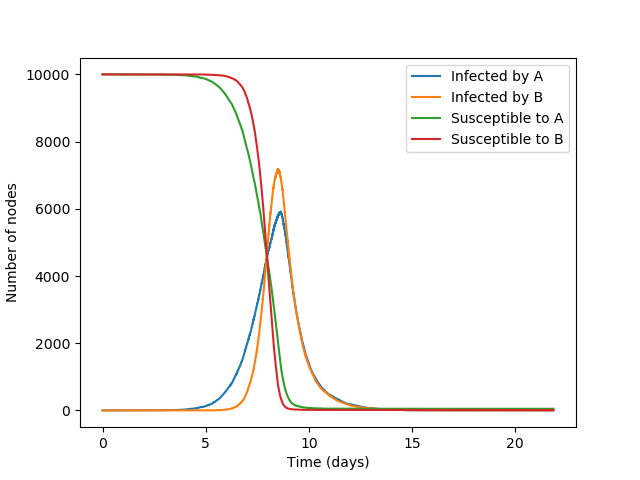 10000
8000
6000
4000
2000
0
Number of nodes
0
5
10
15
20
Time (days)
Infected by A
Infected by B
Susceptible to A
Susceptible to B